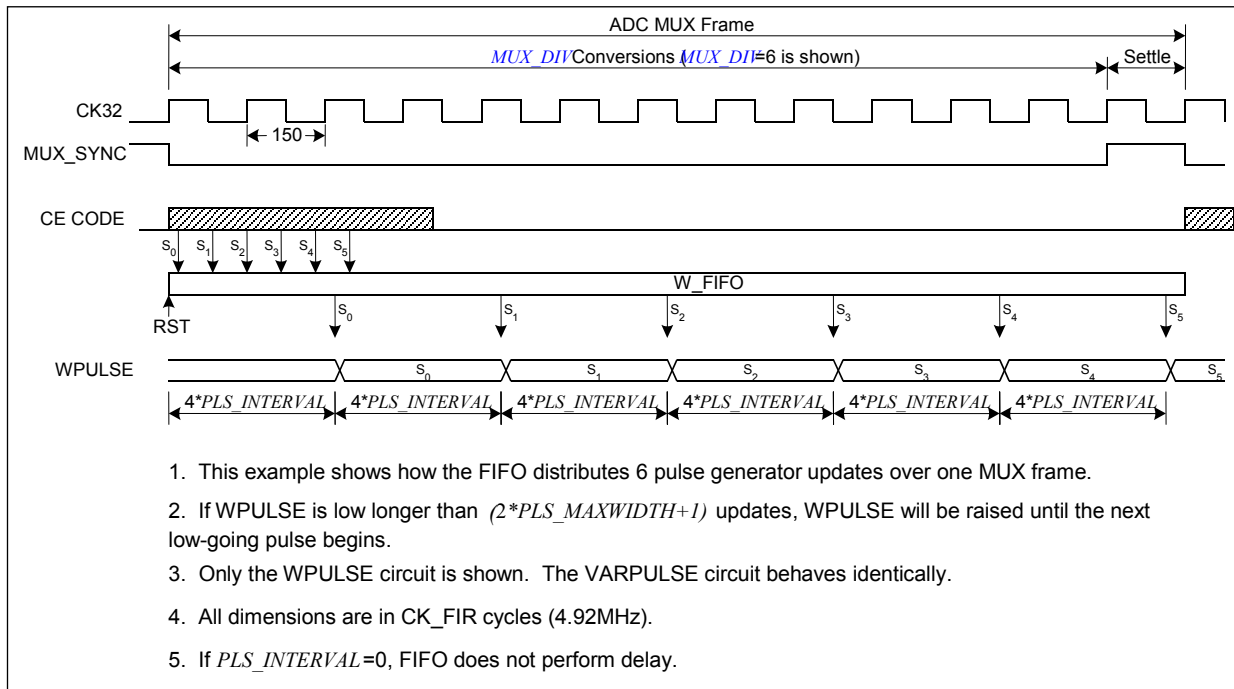 ADC MUX Frame
MUX_DIV Conversions (MUX_DIV=6 is shown)
Settle
CK32
150
MUX_SYNC
CE CODE
S0 S1 S2 S3 S4 S5
W_FIFO
RST
S0 S1 S2 S3 S4 S5
WPULSE
S0 S1 S2 S3 S4 S5
4*PLS_INTERVAL 4*PLS_INTERVAL 4*PLS_INTERVAL 4*PLS_INTERVAL 4*PLS_INTERVAL 4*PLS_INTERVAL
1. This example shows how the FIFO distributes 6 pulse generator updates over one MUX frame.
2. If WPULSE is low longer than (2*PLS_MAXWIDTH+1) updates, WPULSE will be raised until the next
low-going pulse begins.
3. Only the WPULSE circuit is shown. The VARPULSE circuit behaves identically.
4. All dimensions are in CK_FIR cycles (4.92MHz).
5. If PLS_INTERVAL=0, FIFO does not perform delay.